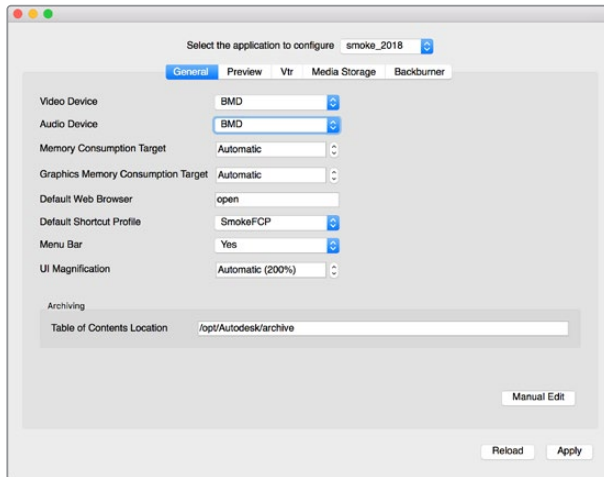 Select the application to configure smoke_2018
General Preview Vtr Media Storage Backburner
Video Device BMD
Audio Device BMD
Memory Consumption Target Automatic
Graphics Memory Consumption Target Automatic
Default Web Browser open
Default Shortcut Profile SmokeFCP
Menu Bar Yes
UI Magnification Automatic (200%)
Archiving
Table of Contents Location /opt/Autodesk/archive
Manual Edit
Reload Apply